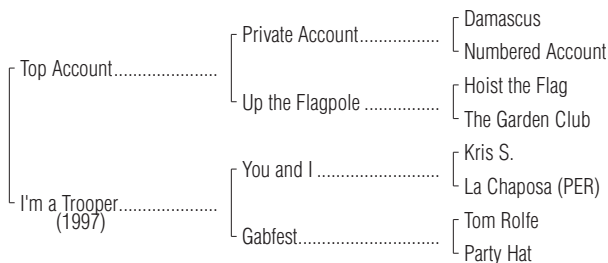 Damascus
Private Account..................
Numbered Account
Top Account.......................
Hoist the Flag
Up the Flagpole .................
The Garden Club
Kris S.
You and I ...........................
La Chaposa (PER)
I'm a Trooper.....................
(1997)
Tom Rolfe
Gabfest...............................
Party Hat